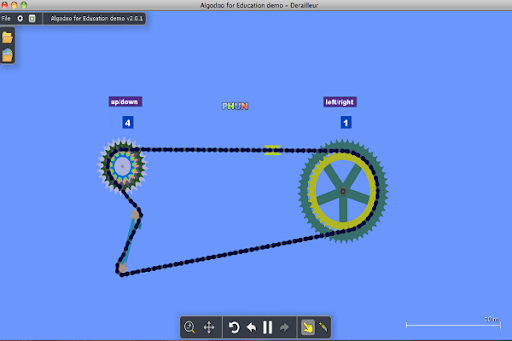 Algodoo for Education demo – Derailleur
File
Algodoo for Education demo v2.0.1
up/down
PHUN
left/right
4
1